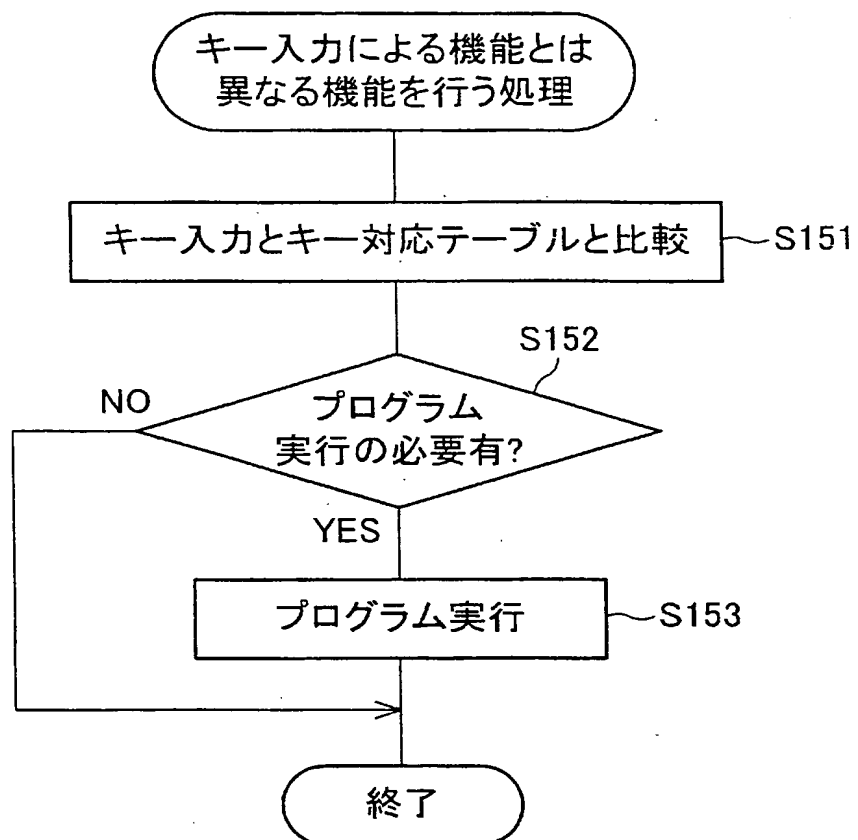 キー入力による機能とは
異なる機能を行う処理
キー入力とキー対応テーブルと比較
S151
S152
NO
プログラム
実行の必要有?
YES
プログラム実行
S153
終了